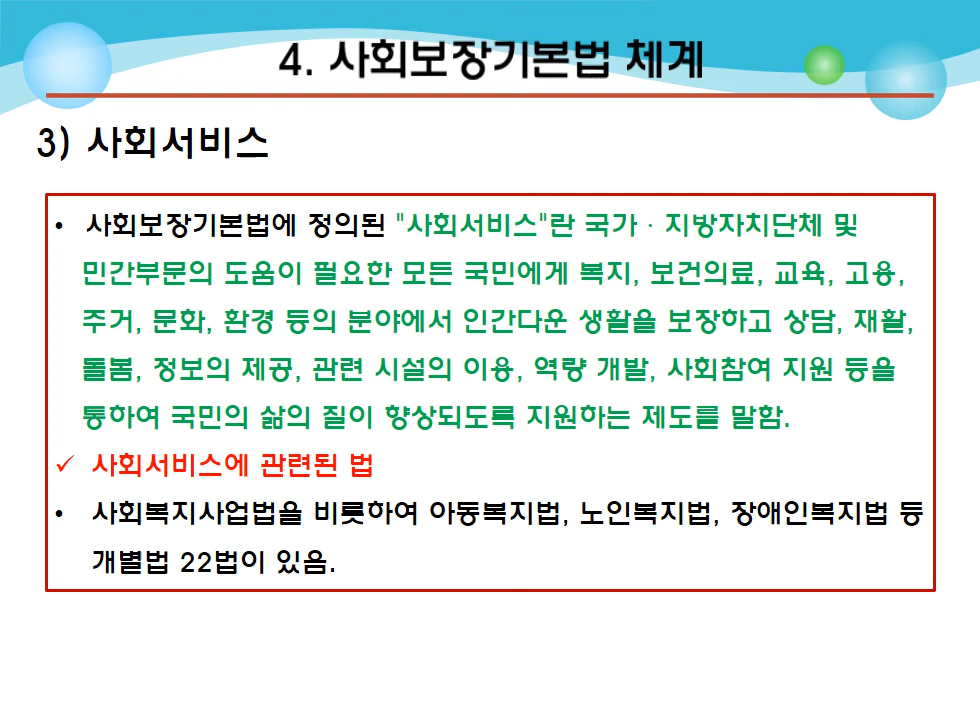 4. 사회보장기본법 체계
3) 사회서비스
• 사회보장기본법에 정의된 "사회서비스"란 국가 · 지방자치단체 및
민간부문의 도움이 필요한 모든 국민에게 복지, 보건의료, 교육, 고용,
주거, 문화, 환경 등의 분야에서 인간다운 생활을 보장하고 상담, 재활,
돌봄, 정보의 제공, 관련 시설의 이용, 역량 개발, 사회참여 지원 등을
통하여 국민의 삶의 질이 향상되도록 지원하는 제도를 말함.
✓ 사회서비스에 관련된 법
• 사회복지사업법을 비롯하여 아동복지법, 노인복지법, 장애인복지법 등
개별법 22법이 있음.